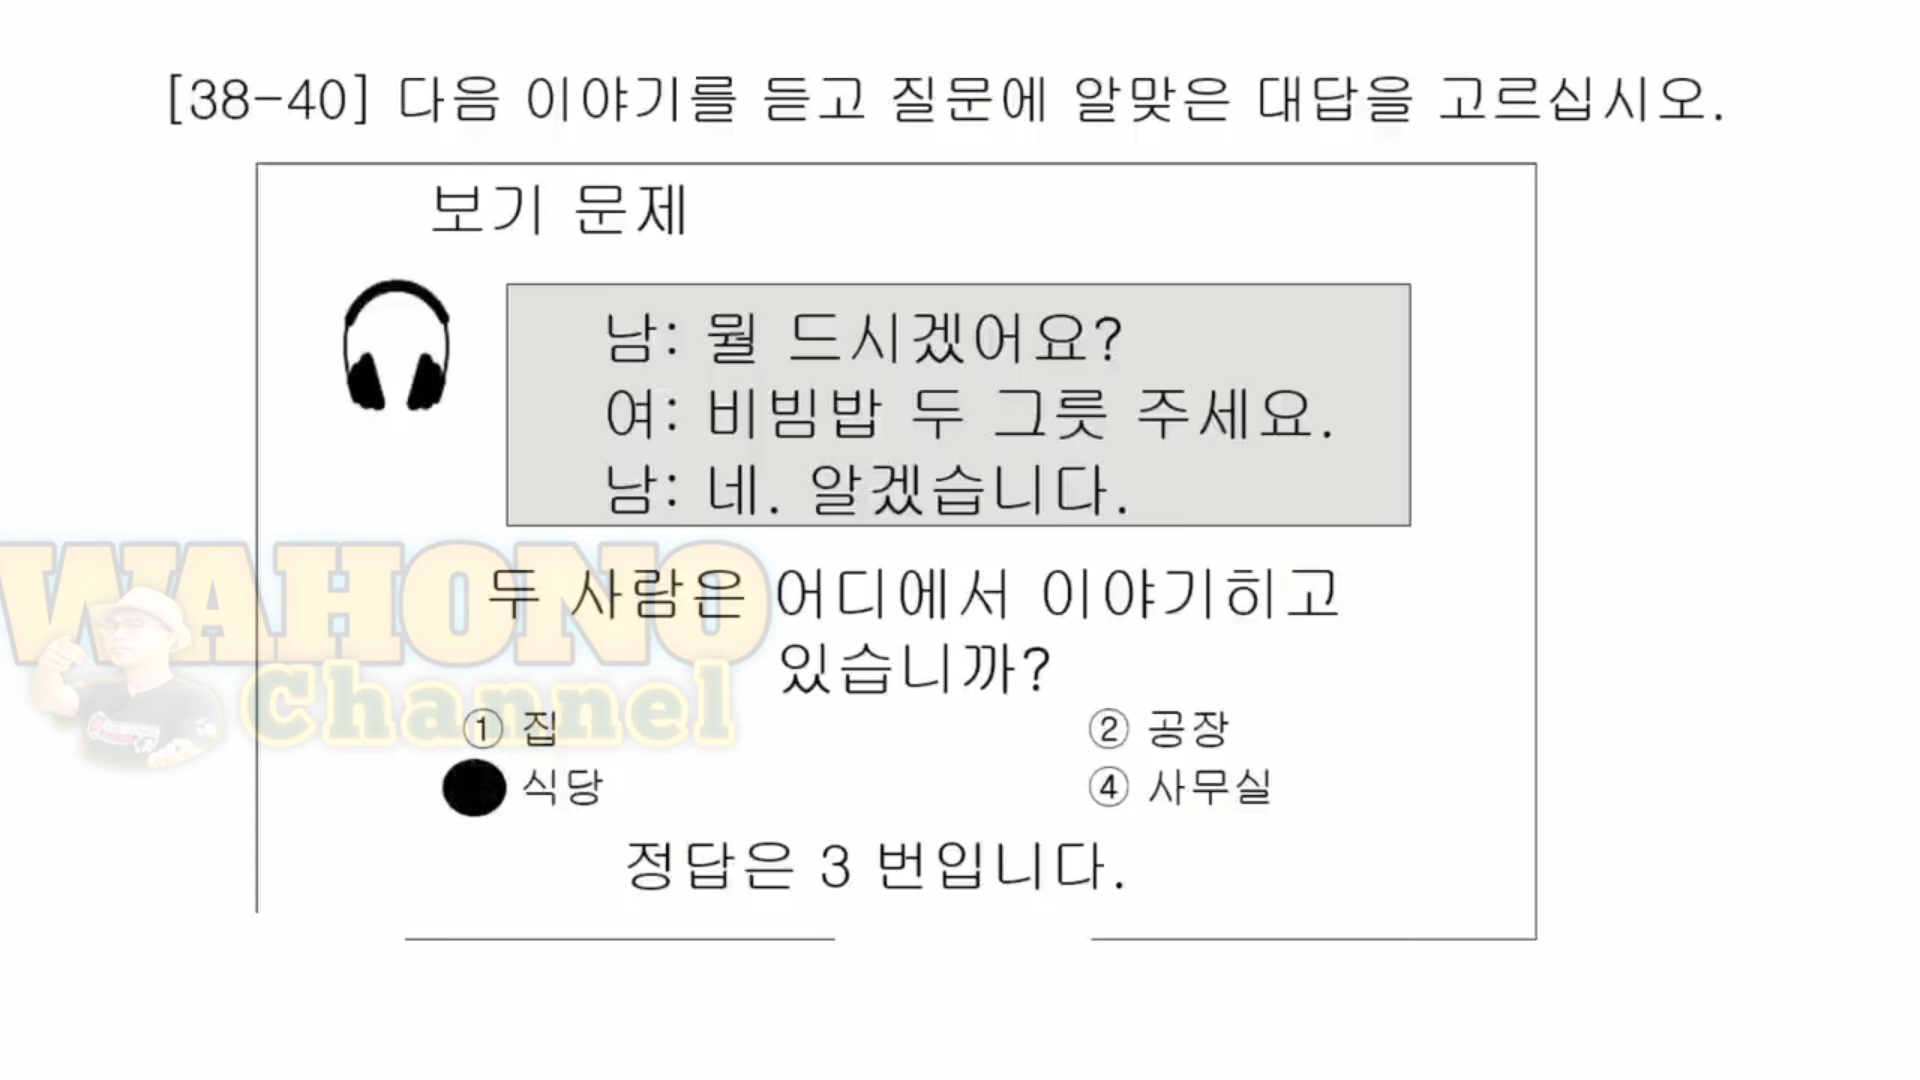 [38-40] 다음 이야기를 듣고 질문에 알맞은 대답을 고르십시오.
보기 문제
남: 뭘 드시겠어요?
여: 비빔밥 두 그릇 주세요.
남: 네. 알겠습니다.
WAHONO
Channel
두 사람은 어디에서 이야기히고
있습니까?
① 집
② 공장
식당
④ 사무실
정답은 3 번입니다.